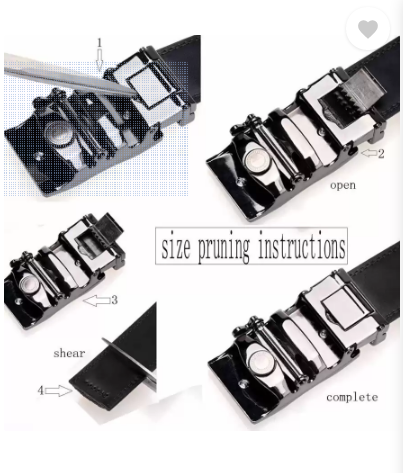 1
2
open
size pruning instructions
3
shear
4
complete